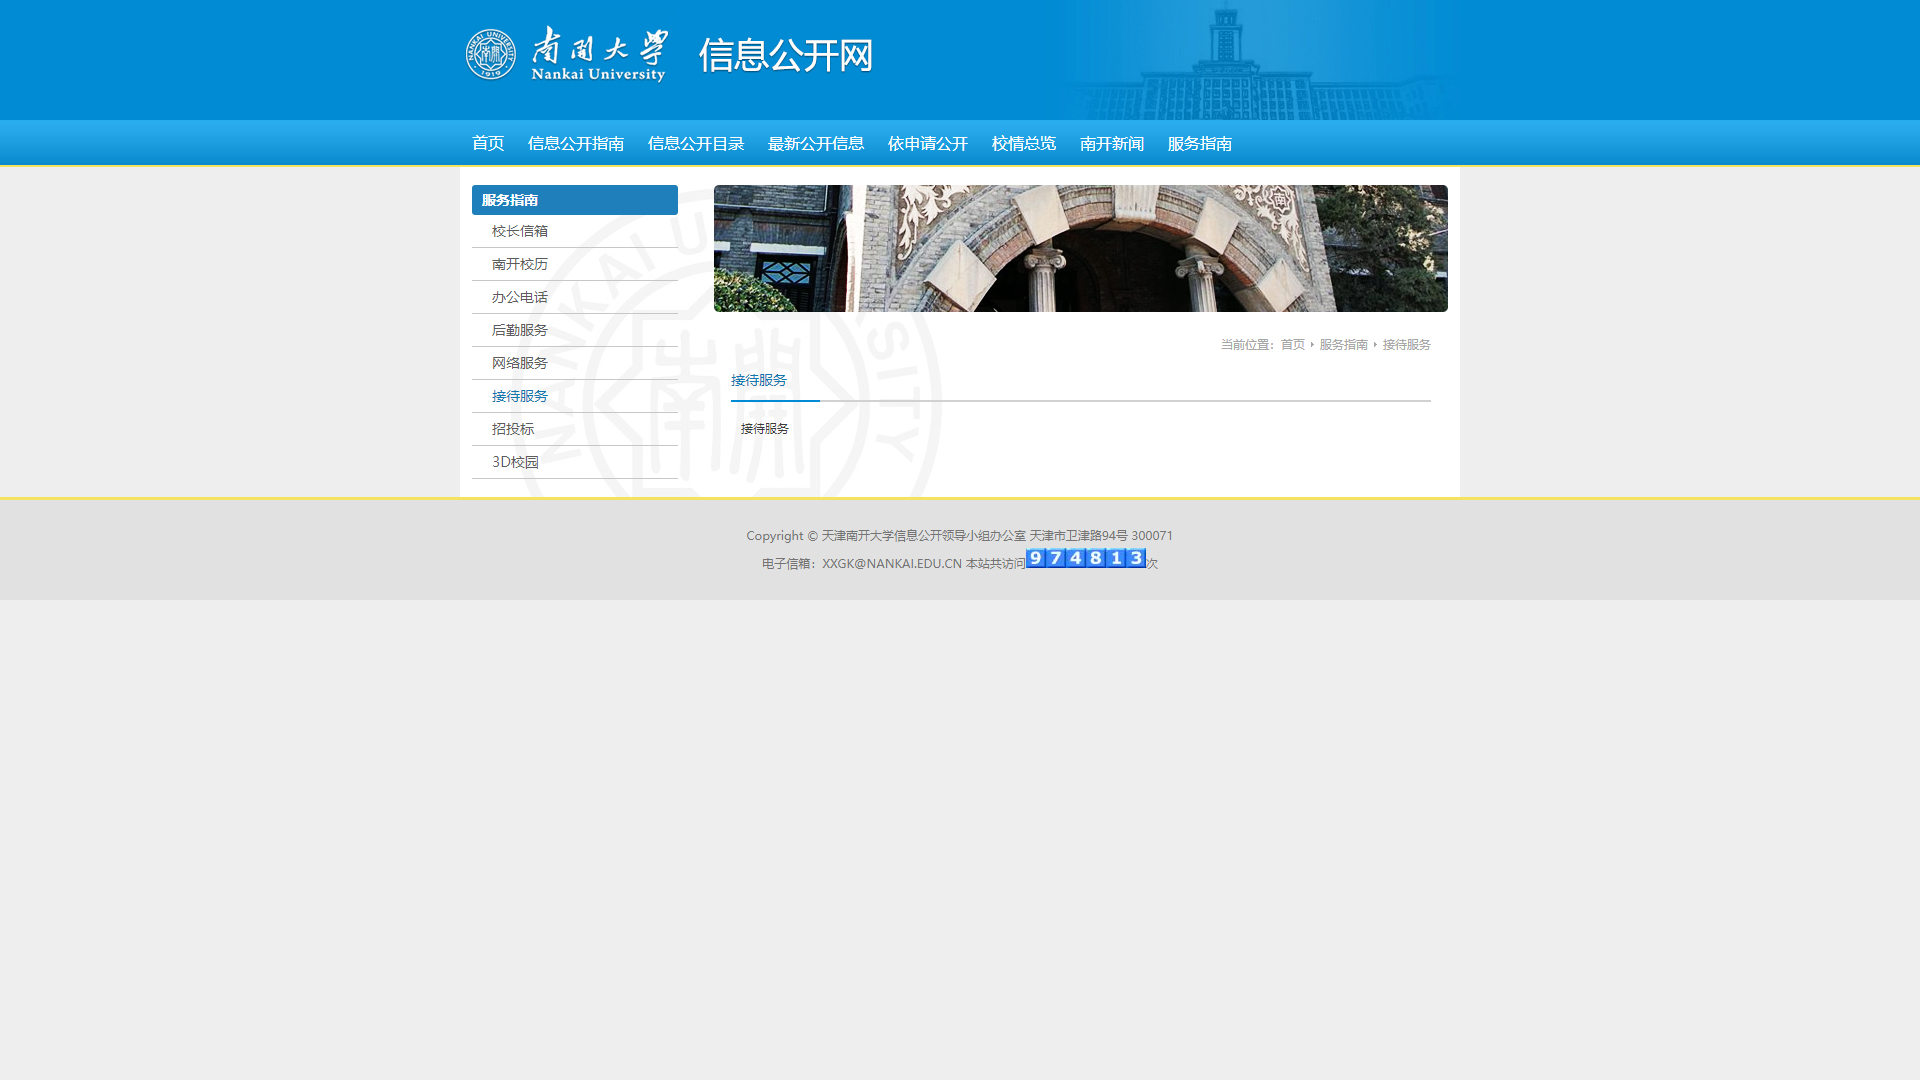 南開大学 信息公开网
Nankai University
NANKAI UNIVERSITY
1919
首页 信息公开指南 信息公开目录 最新公开信息 依申请公开 校情总览 南开新闻 服务指南
服务指南
校长信箱
南开校历
办公电话
后勤服务
网络服务
接待服务
招投标
3D校园
当前位置: 首页 服务指南 接待服务
接待服务
接待服务
Copyright © 天津南开大学信息公开领导小组办公室 天津市卫津路94号 300071
电子信箱：XXGK@NANKAI.EDU.CN 本站共访问974813次